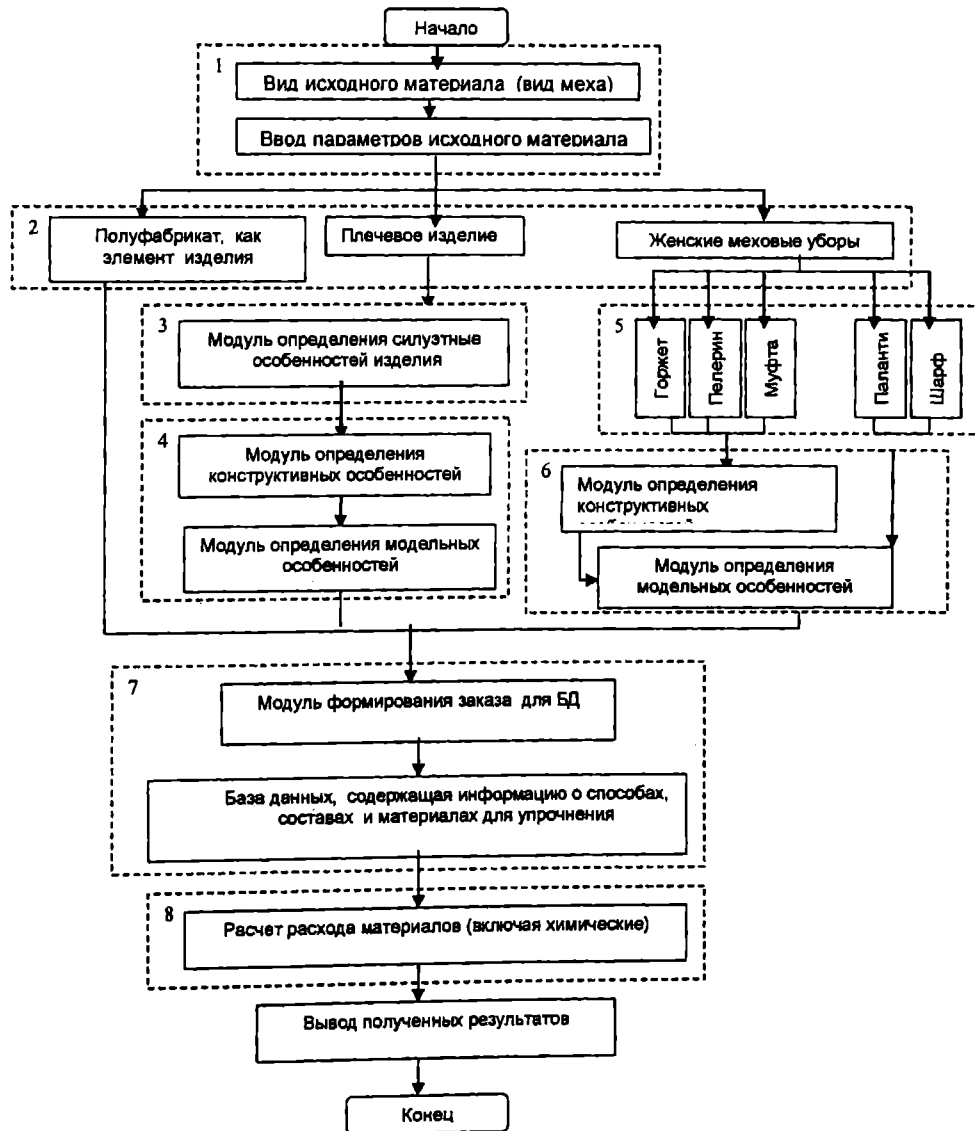 Начало
1
Вид исходного материала (вид меха)
Ввод параметров исходного материала
2
Полуфабрикат, как
элемент изделия
Плечевое изделие
Женские меховые уборы
3
Модуль определения силуэтные
особенностей изделия
5
Горжет
Пелерин
Муфта
Паланти
Шарф
4
Модуль определения
конструктивных особенностей
Модуль определения модельных
особенностей
6
Модуль определения
конструктивных
особенностей
Модуль определения
модельных особенностей
7
Модуль формирования заказа для БД
База данных, содержащая информацию о способах,
составах и материалах для упрочнения
8
Расчет расхода материалов (включая химические)
Вывод полученных результатов
Конец